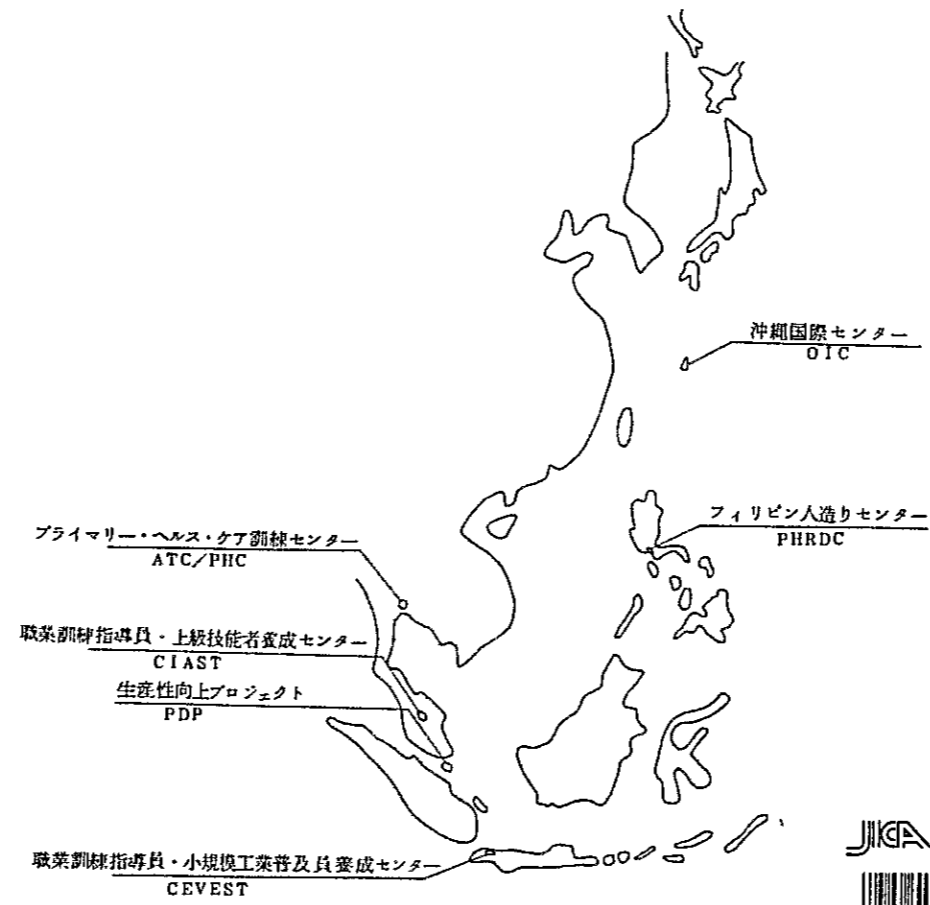 沖縄国際センター
OIC
フィリピン人造りセンター
PHRDC
プライマリー・ヘルス・ケア訓練センター
ATC/PHC
職業訓練指導員・上級技能者養成センター
CIAST
生産性向上プロジェクト
PDP
職業訓練指導員・小規模工業普及員養成センター
CEVEST
JICA